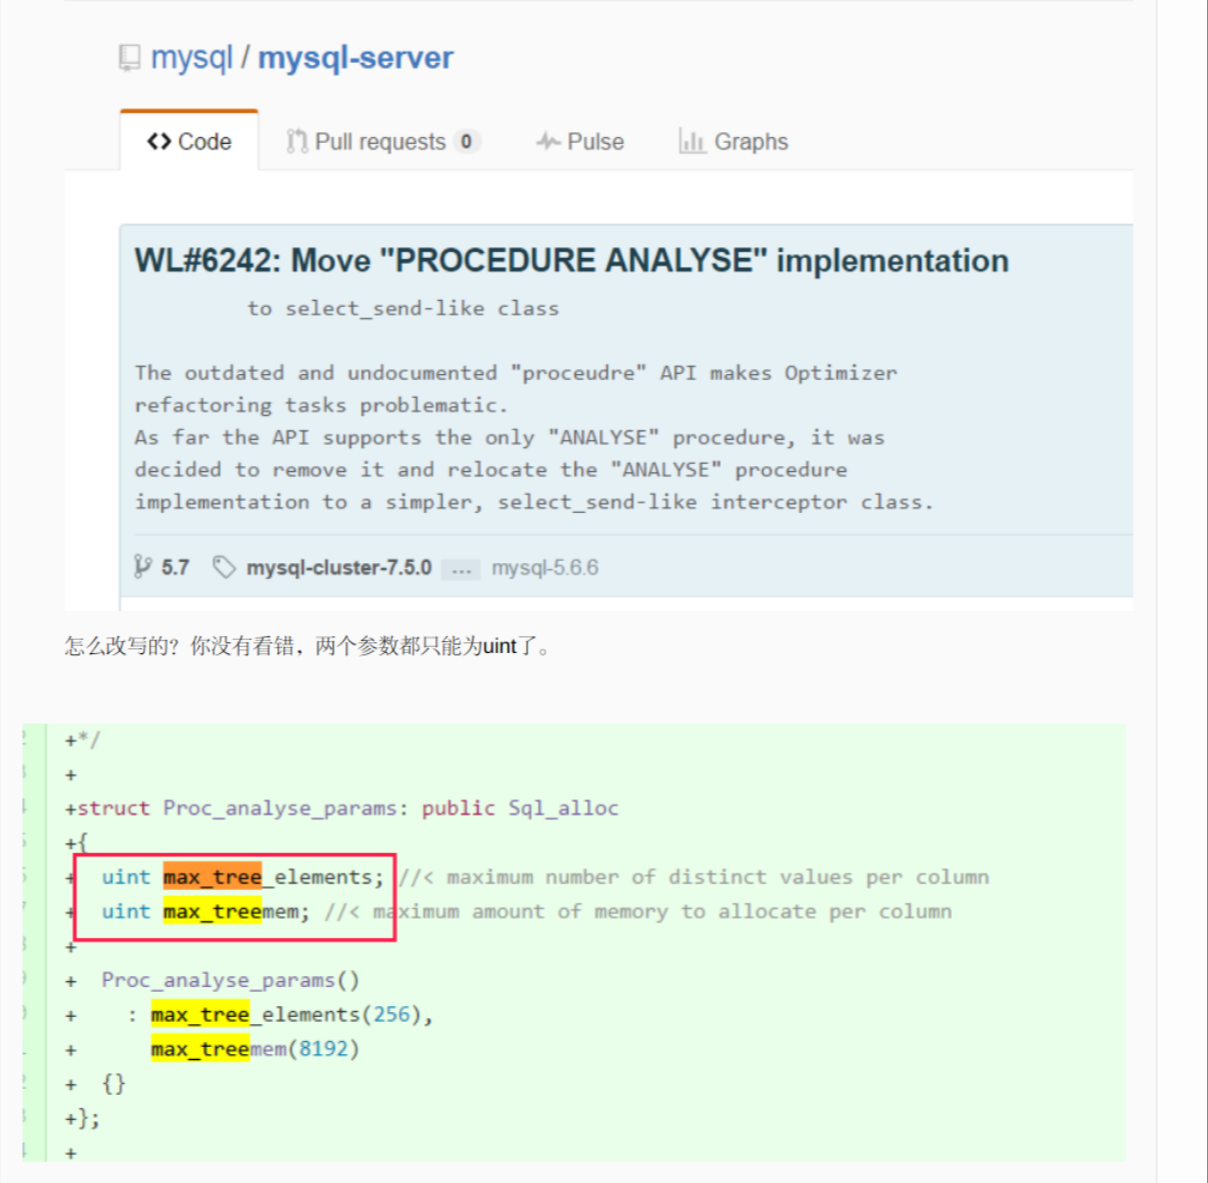 mysql / mysql-server
Code Pull requests 0 Pulse Graphs
WL#6242: Move "PROCEDURE ANALYSE" implementation
to select_send-like class
The outdated and undocumented "proceudre" API makes Optimizer
refactoring tasks problematic.
As far the API supports the only "ANALYSE" procedure, it was
decided to remove it and relocate the "ANALYSE" procedure
implementation to a simpler, select_send-like interceptor class.
5.7 mysql-cluster-7.5.0 ... mysql-5.6.6
怎么改写的？你没有看错，两个参数都只能为uint了。
+*/
+
+struct Proc_analyse_params: public Sql_alloc
+{
+ uint max_tree_elements; //< maximum number of distinct values per column
+ uint max_treemem; //< maximum amount of memory to allocate per column
+
+ Proc_analyse_params()
+ : max_tree_elements(256),
+ max_treemem(8192)
+ {}
+};
+